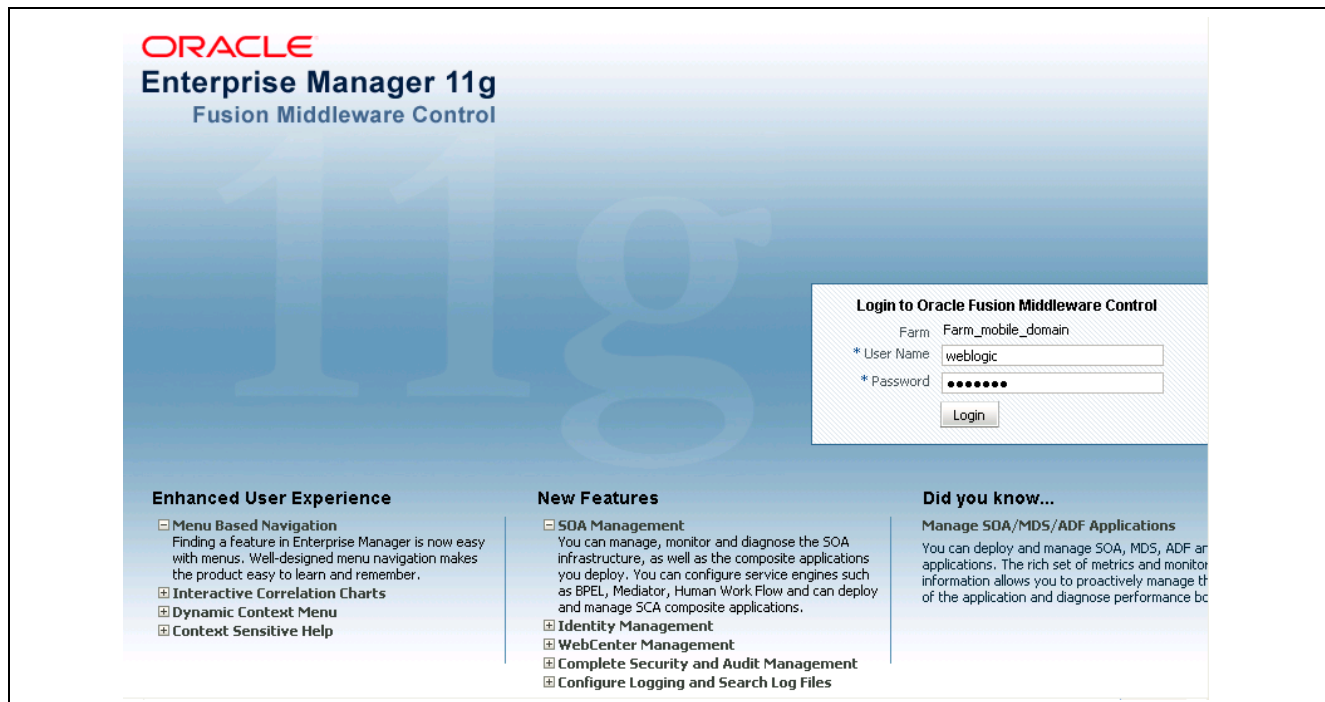 ORACLE
Enterprise Manager 11g
Fusion Middleware Control
11g
Login to Oracle Fusion Middleware Control
Farm Farm_mobile_domain
* User Name weblogic
* Password •••••••
Login
Enhanced User Experience
Menu Based Navigation
Finding a feature in Enterprise Manager is now easy
with menus. Well-designed menu navigation makes
the product easy to learn and remember.
Interactive Correlation Charts
Dynamic Context Menu
Context Sensitive Help
New Features
SOA Management
You can manage, monitor and diagnose the SOA
infrastructure, as well as the composite applications
you deploy. You can configure service engines such
as BPEL, Mediator, Human Work Flow and can deploy
and manage SCA composite applications.
Identity Management
WebCenter Management
Complete Security and Audit Management
Configure Logging and Search Log Files
Did you know...
Manage SOA/MDS/ADF Applications
You can deploy and manage SOA, MDS, ADF
applications. The rich set of metrics and
information allows you to proactively manage
of the application and diagnose performance